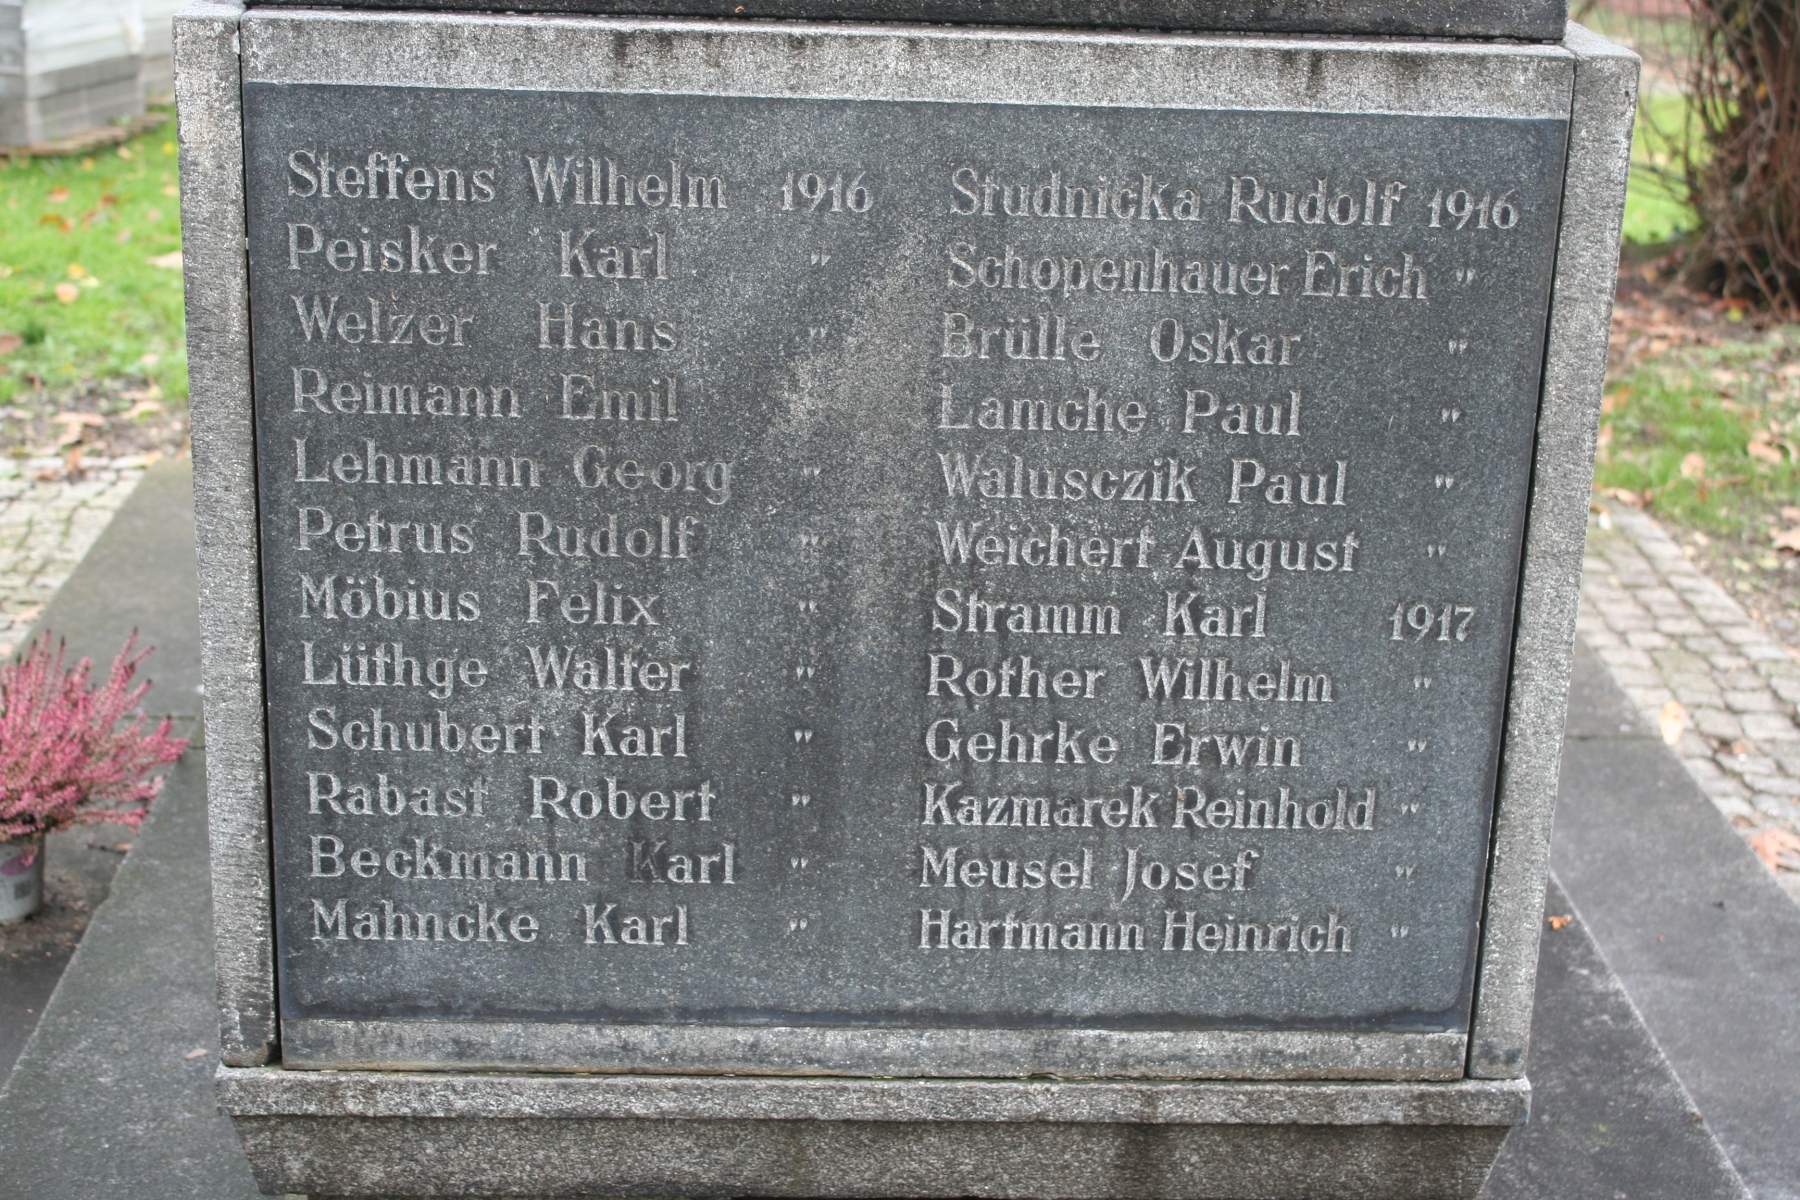 Steffens Wilhelm 1916
Peisker Karl "
Welzer Hans "
Reimann Emil
Lehmann Georg "
Petrus Rudolf "
Möbius Felix "
Lüthge Walter "
Schubert Karl "
Rabast Robert "
Beckmann Karl "
Mahncke Karl "
Studnicka Rudolf 1916
Schopenhauer Erich "
Brülle Oskar "
Lamche Paul "
Walusczik Paul "
Weichert August "
Stramm Karl 1917
Rother Wilhelm "
Gehrke Erwin "
Kazmarek Reinhold "
Meusel Josef "
Hartmann Heinrich "